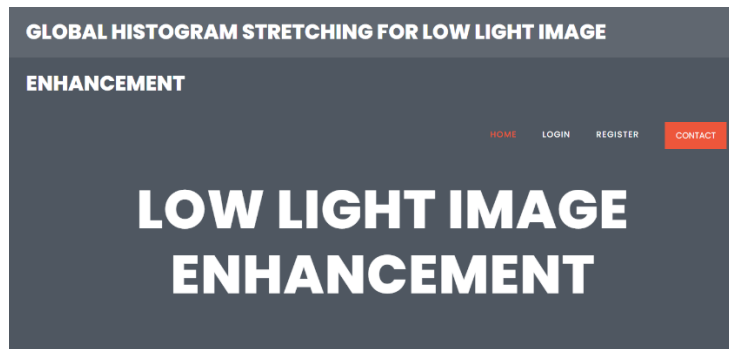 GLOBAL HISTOGRAM STRETCHING FOR LOW LIGHT IMAGE
ENHANCEMENT
HOME LOGIN REGISTER CONTACT
LOW LIGHT IMAGE
ENHANCEMENT